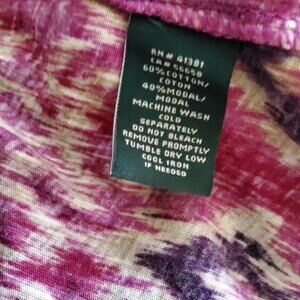 RN# 41381
CA# 56658
60% COTTON/
COTON
40% MODAL/
MODAL
MACHINE WASH
COLD
SEPARATELY
DO NOT BLEACH
REMOVE PROMPTLY
TUMBLE DRY LOW
COOL IRON
IF NEEDED